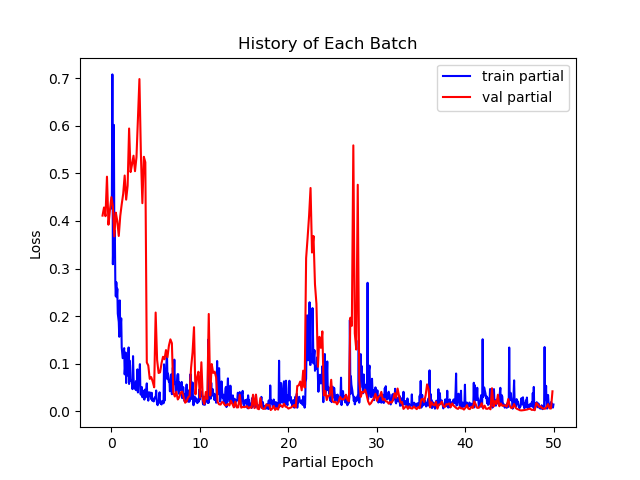 History of Each Batch
train partial
val partial
Loss
0.7
0.6
0.5
0.4
0.3
0.2
0.1
0.0
0 10 20 30 40 50
Partial Epoch